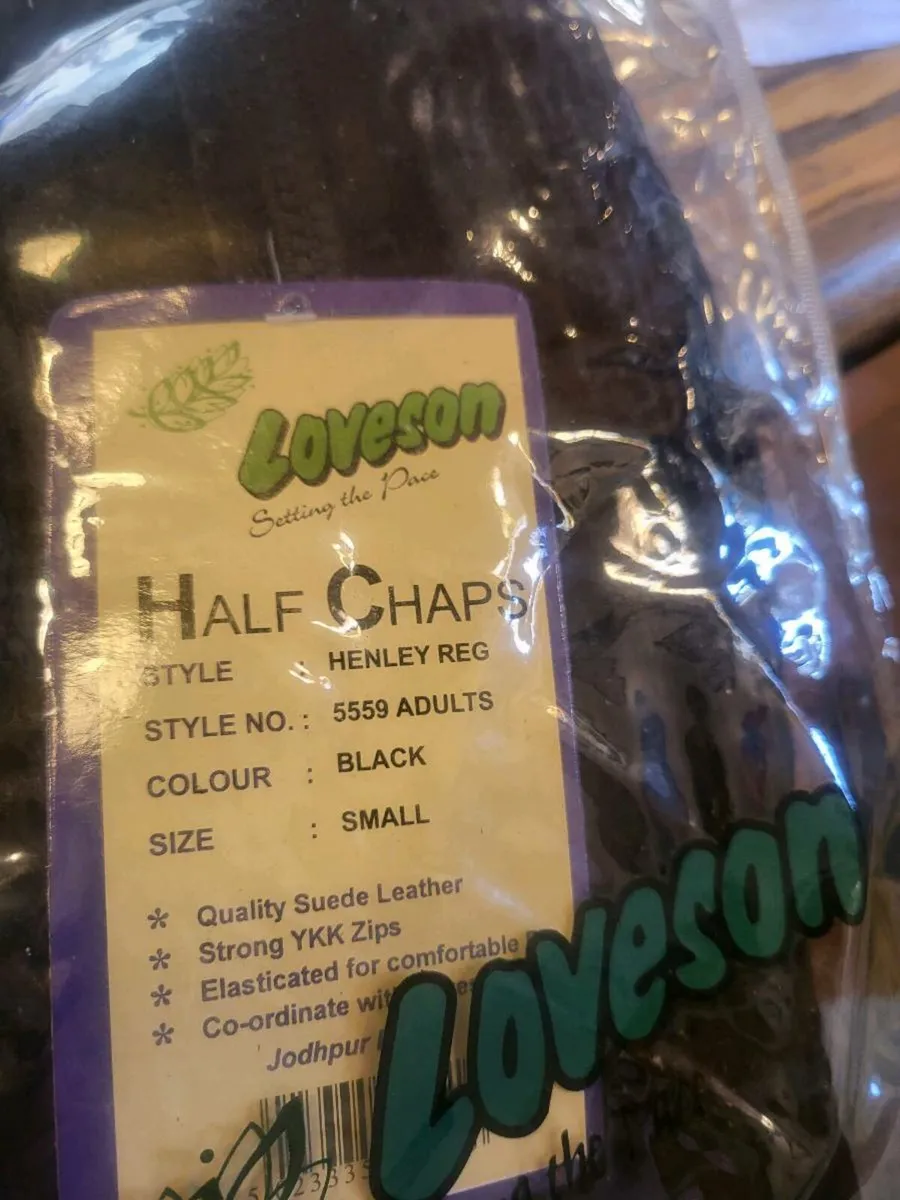 Loveson
Setting the Pace
HALF CHAPS
STYLE : HENLEY REG
STYLE NO. : 5559 ADULTS
COLOUR : BLACK
SIZE : SMALL
* Quality Suede Leather
* Strong YKK Zips
* Elasticated for comfortable
* Co-ordinate
Jodhpur
Loveson
the